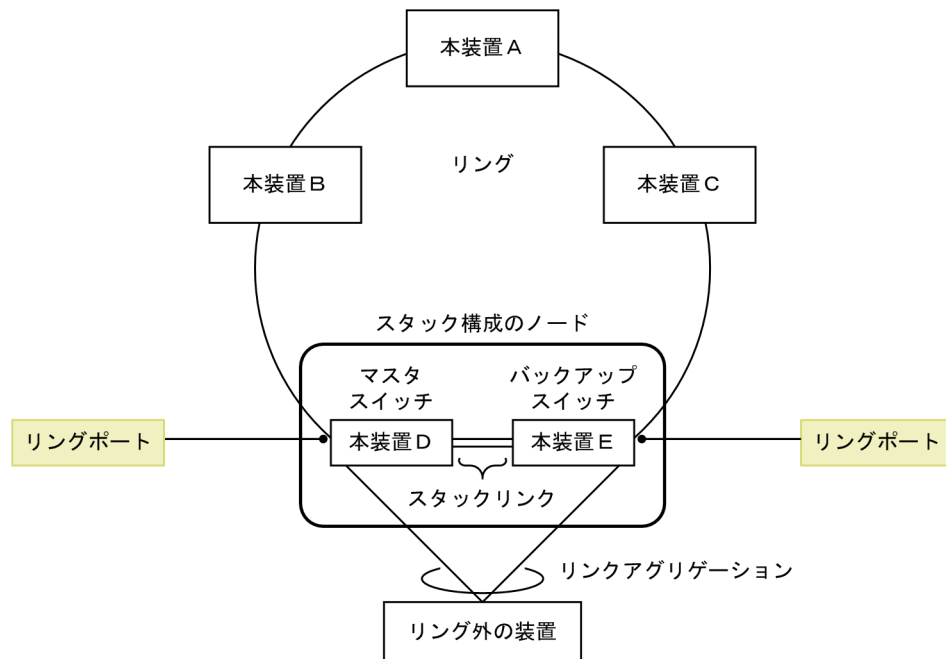 本装置A
本装置B
リング
本装置C
スタック構成のノード
マスタ
スイッチ
バックアップ
スイッチ
リングポート
本装置D
本装置E
リングポート
スタックリンク
リンクアグリゲーション
リング外の装置